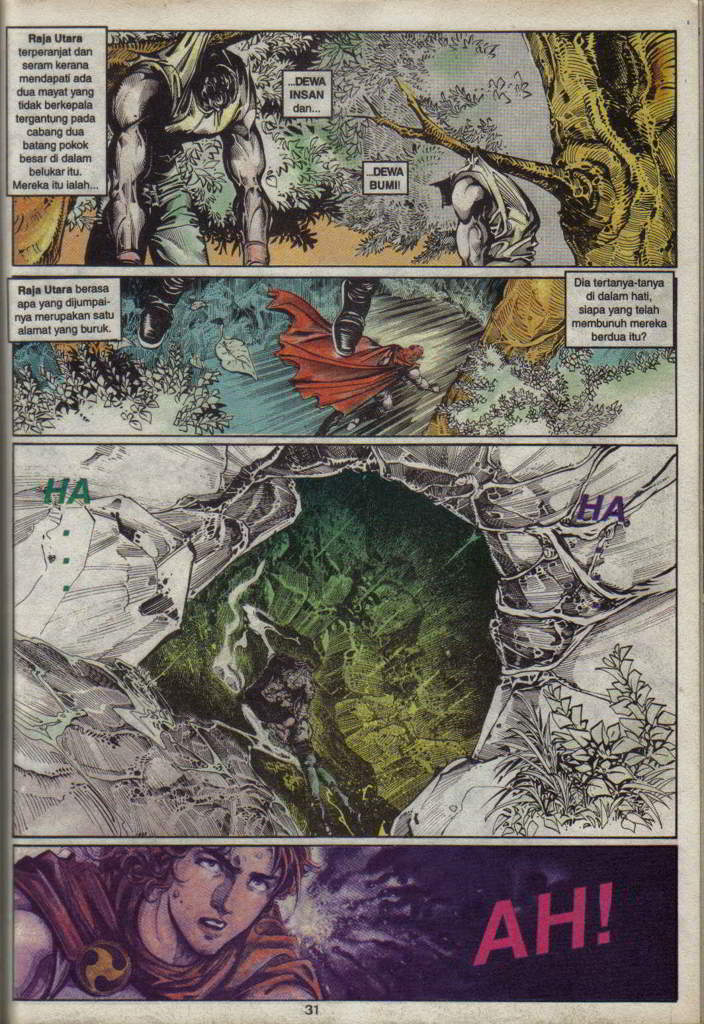 Raja Utara
terperanjat dan
seram kerana
mendapati ada
dua mayat yang
tidak berkepala
tergantung pada
cabang dua
batang pokok
besar di dalam
belukar itu.
Mereka itu ialah...
...DEWA
INSAN
dan...
...DEWA
BUMI!
Raja Utara berasa
apa yang dijumpai-
nya merupakan satu
alamat yang buruk.
Dia tertanya-tanya
di dalam hati,
siapa yang telah
membunuh mereka
berdua itu?
HA
...
HA
...
AH!
31